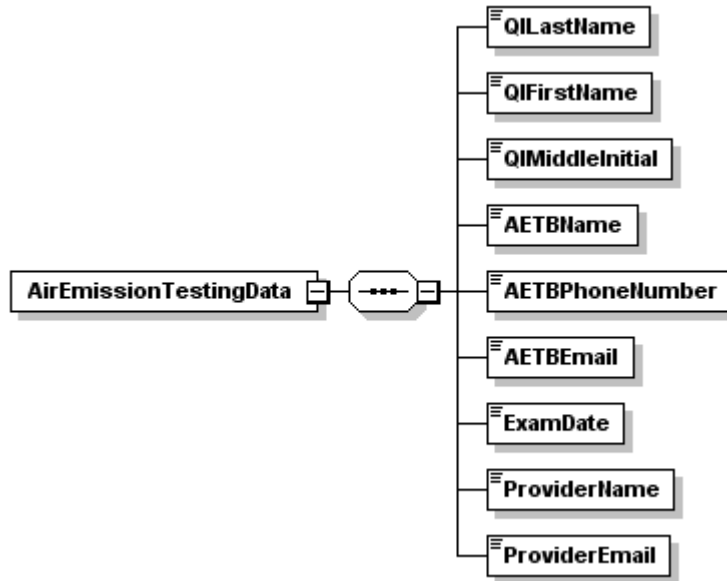 QILastName
QIFirstName
QIMiddleInitial
AETBName
AirEmissionTestingData
AETBPhoneNumber
AETBEmail
ExamDate
ProviderName
ProviderEmail